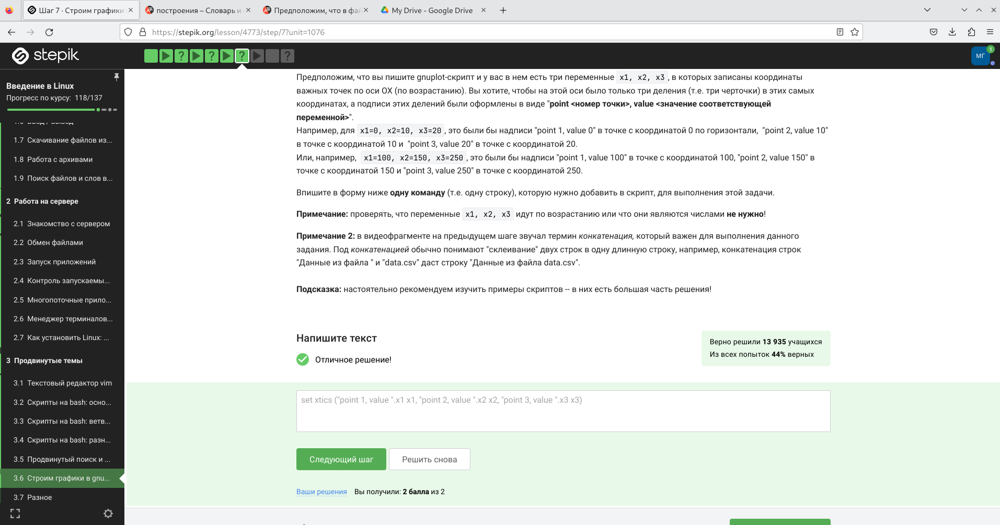 Шаг 7 · Строим графики
построения – Словарь и
Предположим, что в фай
My Drive - Google Drive
https://stepik.org/lesson/4773/step/7?unit=1076
stepik
? ? ? ?
МГ
1
Введение в Linux
Прогресс по курсу: 118/137
1.6 Ввод / Вывод
1.7 Скачивание файлов из...
1.8 Работа с архивами
1.9 Поиск файлов и слов в...
2 Работа на сервере
2.1 Знакомство с сервером
2.2 Обмен файлами
2.3 Запуск приложений
2.4 Контроль запускаемы...
2.5 Многопоточные прило...
2.6 Менеджер терминалов...
2.7 Как установить Linux: ...
3 Продвинутые темы
3.1 Текстовый редактор vim
3.2 Скрипты на bash: осно...
3.3 Скрипты на bash: ветв...
3.4 Скрипты на bash: разн...
3.5 Продвинутый поиск и ...
3.6 Строим графики в gnu...
3.7 Разное
Предположим, что вы пишите gnuplot-скрипт и у вас в нем есть три переменные x1, x2, x3, в которых записаны координаты
важных точек по оси OX (по возрастанию). Вы хотите, чтобы на этой оси было только три деления (т.е. три черточки) в этих самых
координатах, а подписи этих делений были оформлены в виде "point <номер точки>, value <значение соответствующей
переменной>".
Например, для x1=0, x2=10, x3=20, это были бы надписи "point 1, value 0" в точке с координатой 0 по горизонтали, "point 2, value 10"
в точке с координатой 10 и "point 3, value 20" в точке с координатой 20.
Или, например, x1=100, x2=150, x3=250, это были бы надписи "point 1, value 100" в точке с координатой 100, "point 2, value 150" в
точке с координатой 150 и "point 3, value 250" в точке с координатой 250.
Впишите в форму ниже одну команду (т.е. одну строку), которую нужно добавить в скрипт, для выполнения этой задачи.
Примечание: проверять, что переменные x1, x2, x3 идут по возрастанию или что они являются числами не нужно!
Примечание 2: в видеофрагменте на предыдущем шаге звучал термин конкатенация, который важен для выполнения данного
задания. Под конкатенацией обычно понимают "склеивание" двух строк в одну длинную строку, например, конкатенация строк
"Данные из файла " и "data.csv" даст строку "Данные из файла data.csv".
Подсказка: настоятельно рекомендуем изучить примеры скриптов -- в них есть большая часть решения!
Напишите текст
Отличное решение!
Верно решили 13 935 учащихся
Из всех попыток 44% верных
set xtics ("point 1, value ".x1 x1, "point 2, value ".x2 x2, "point 3, value ".x3 x3)
Следующий шаг
Решить снова
Ваши решения Вы получили: 2 балла из 2